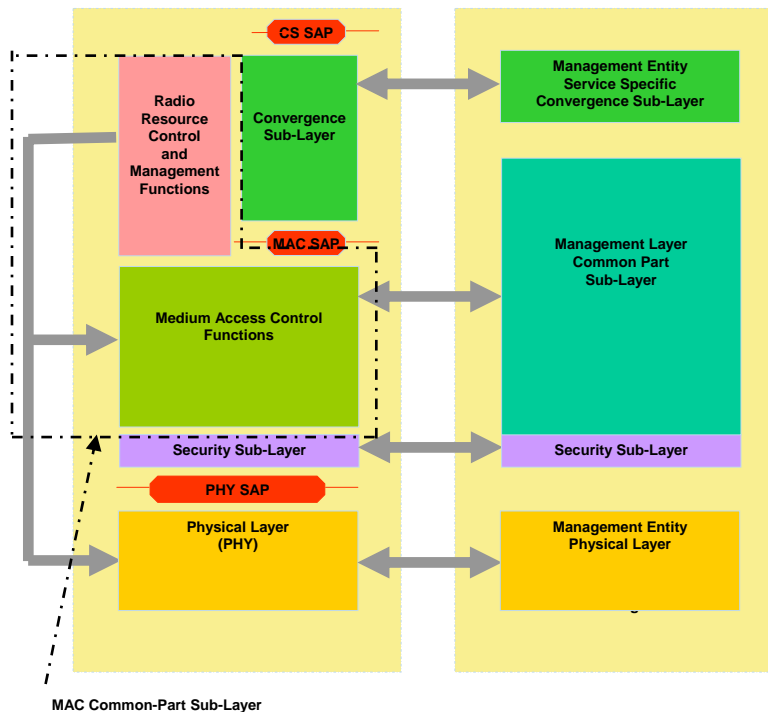 CS SAP
Radio
Resource
Control
and
Management
Functions
Convergence
Sub-Layer
Management Entity
Service Specific
Convergence Sub-Layer
MAC SAP
Management Layer
Common Part
Sub-Layer
Medium Access Control
Functions
Security Sub-Layer
Security Sub-Layer
PHY SAP
Physical Layer
(PHY)
Management Entity
Physical Layer
MAC Common-Part Sub-Layer